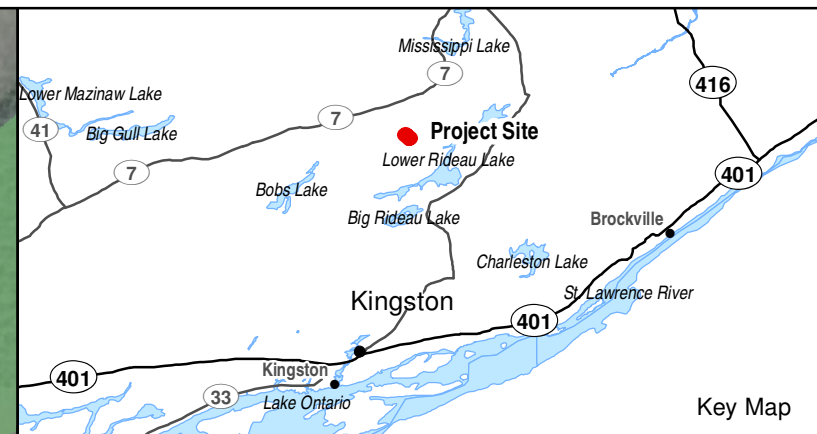 Mississippi Lake
7
416
Lower Mazinaw Lake
41
Big Gull Lake
7
Project Site
Lower Rideau Lake
7
401
Bobs Lake
Big Rideau Lake
Brockville
Charleston Lake
St. Lawrence River
Kingston
401
Kingston
401
33
Lake Ontario
Key Map